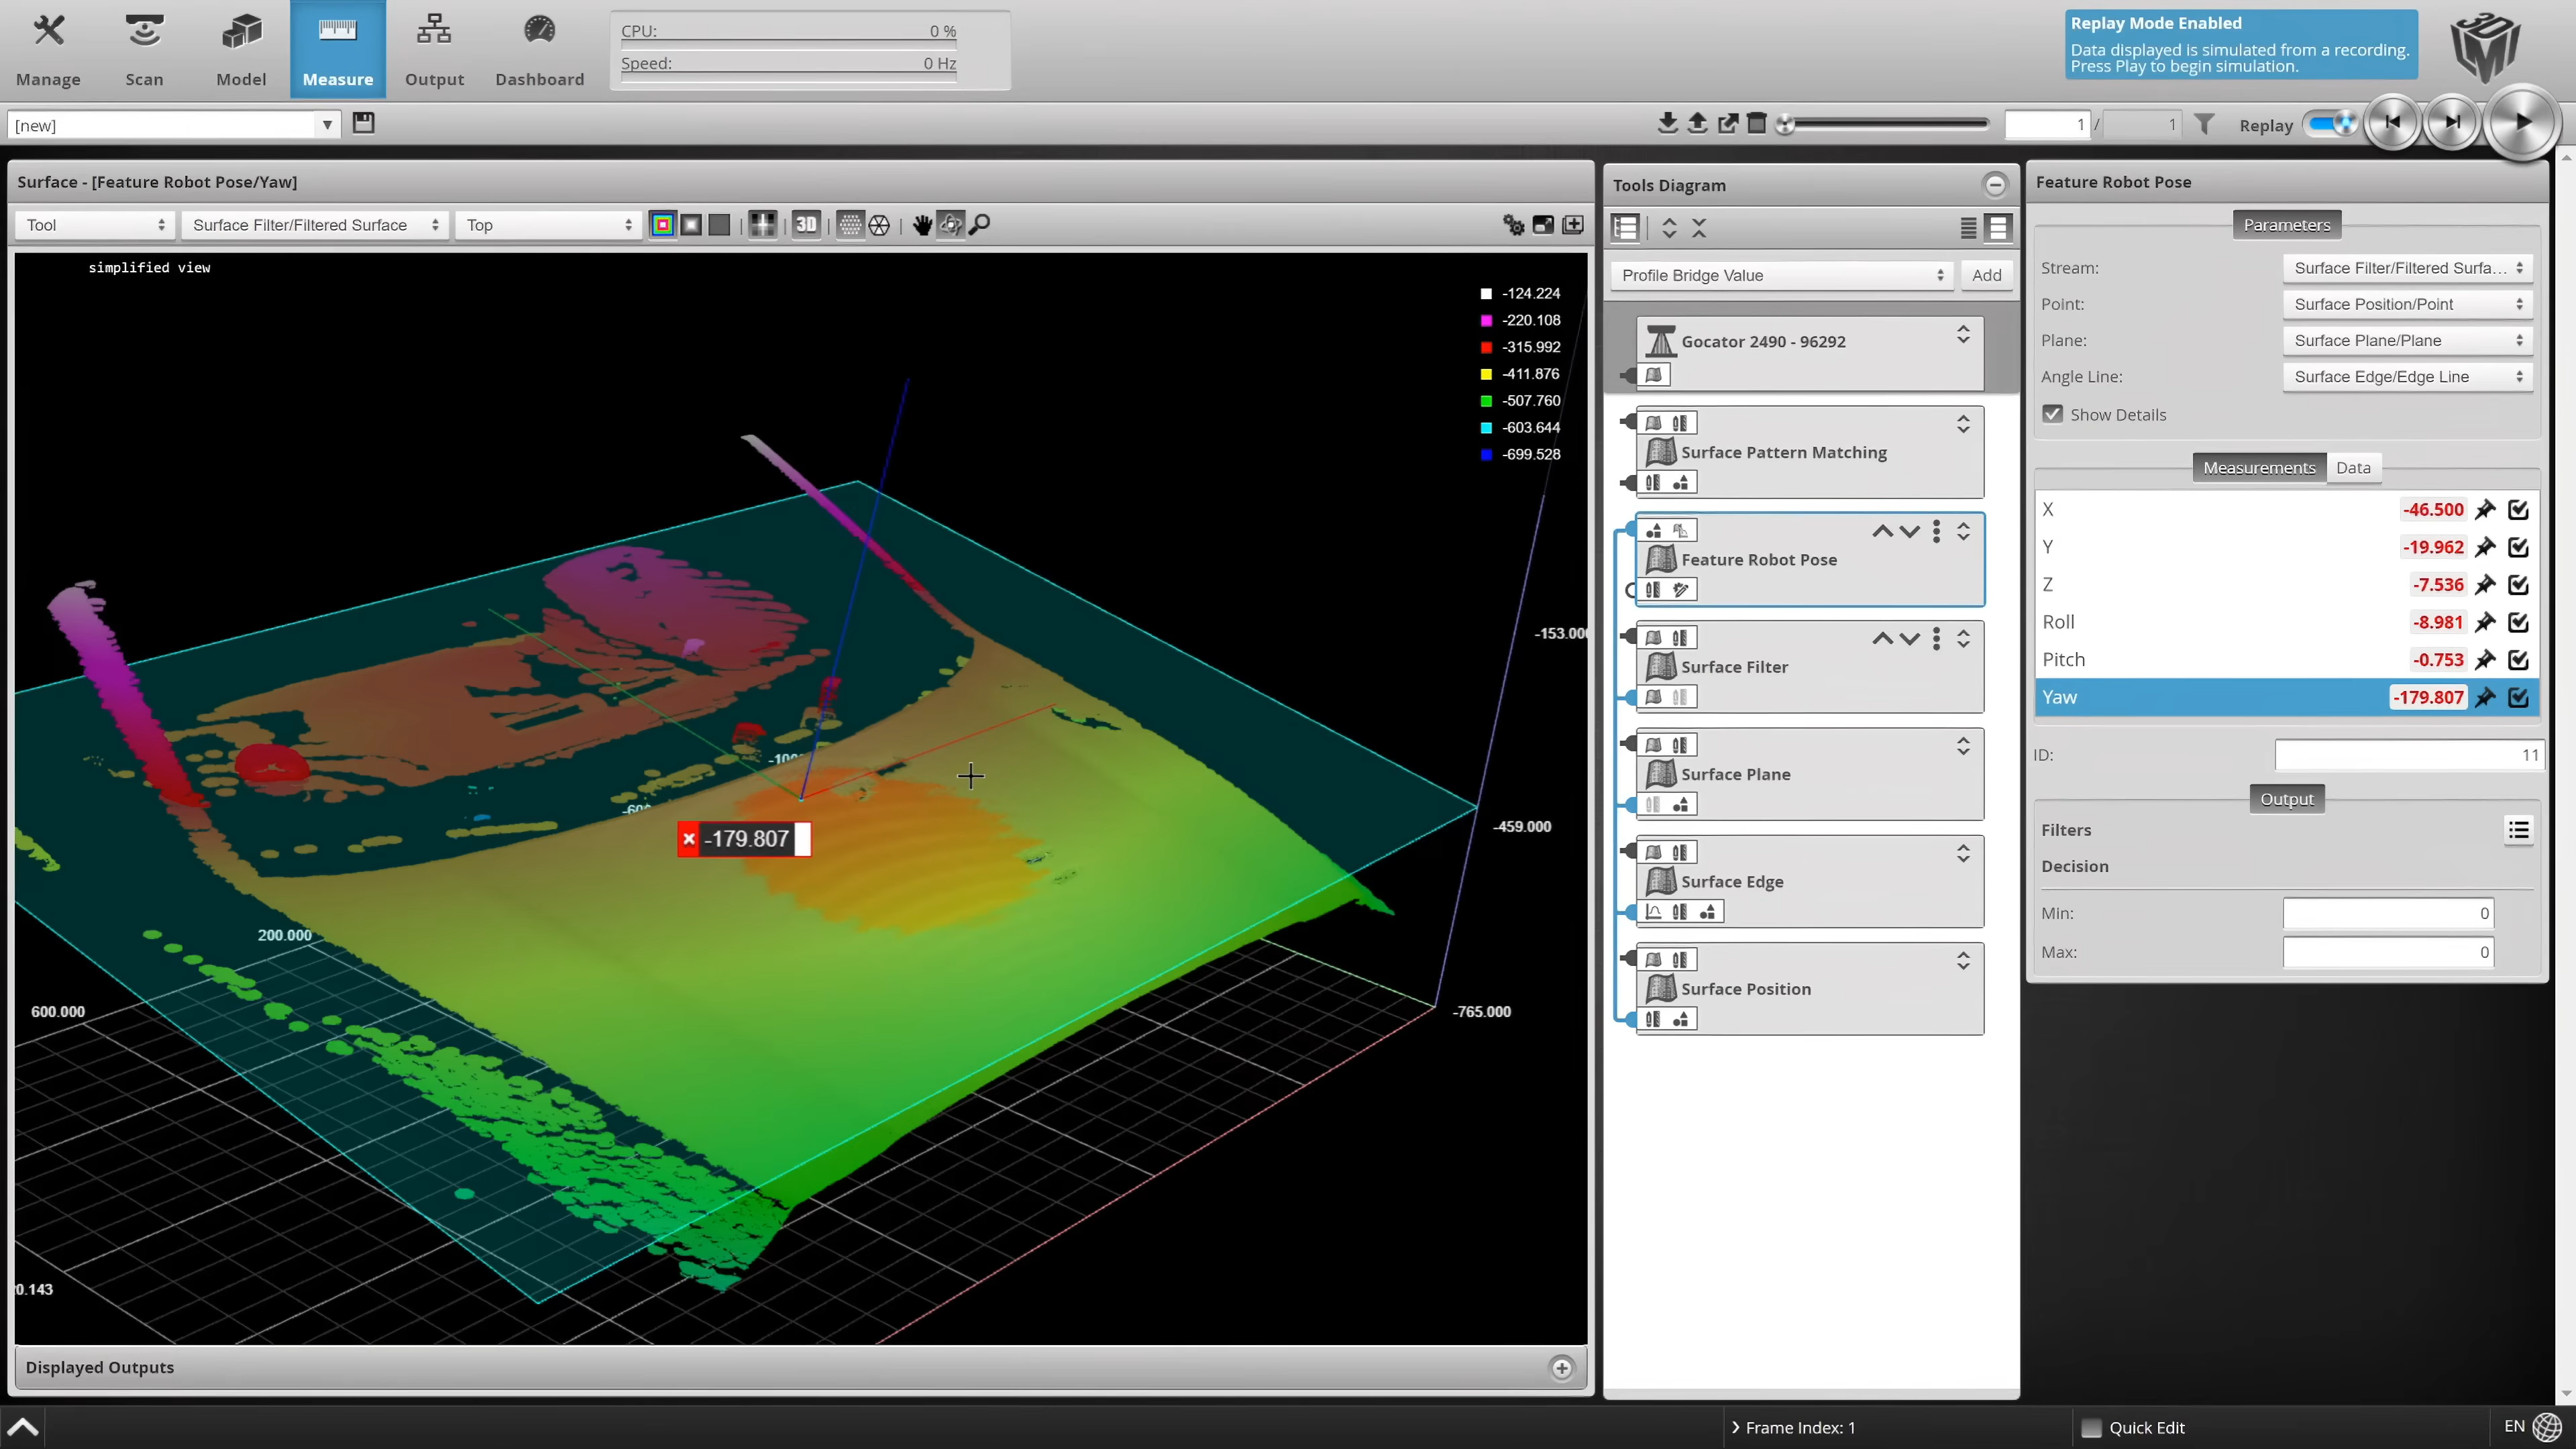 Manage
Scan
Model
Measure
Output
Dashboard
CPU:
0 %
Speed:
0 Hz
Replay Mode Enabled
Data displayed is simulated from a recording.
Press Play to begin simulation.
[new]
1 / 1
Replay
Surface - [Feature Robot Pose/Yaw]
Tool
Surface Filter/Filtered Surface
Top
3D
simplified view
-124.224
-220.108
-315.992
-411.876
-507.760
-603.644
-699.528
-153.00
-459.000
-765.000
-179.807
200.000
600.000
0.143
Displayed Outputs
Tools Diagram
Profile Bridge Value
Add
Gocator 2490 - 96292
Surface Pattern Matching
Feature Robot Pose
Surface Filter
Surface Plane
Surface Edge
Surface Position
Feature Robot Pose
Parameters
Stream:
Surface Filter/Filtered Surfa...
Point:
Surface Position/Point
Plane:
Surface Plane/Plane
Angle Line:
Surface Edge/Edge Line
Show Details
Measurements
Data
X
-46.500
Y
-19.962
Z
-7.536
Roll
-8.981
Pitch
-0.753
Yaw
-179.807
ID:
11
Output
Filters
Decision
Min:
0
Max:
0
Frame Index: 1
Quick Edit
EN